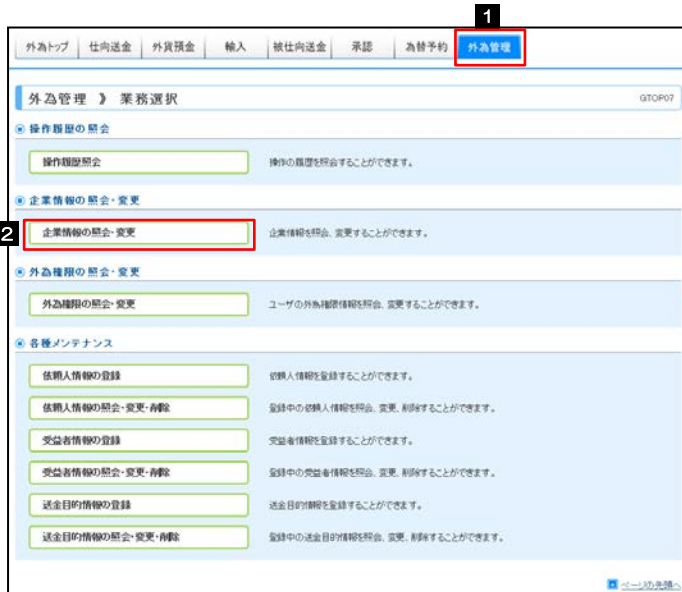 1
外為トップ 仕向送金 外貨預金 輸入 被仕向送金 承認 為替予約 外為管理
外為管理 》 業務選択 GTOP07
操作履歴の照会
操作履歴照会 操作の履歴を照会することができます。
企業情報の照会・変更
2 企業情報の照会・変更 企業情報を照会、変更することができます。
外為権限の照会・変更
外為権限の照会・変更 ユーザの外為権限情報を照会、変更することができます。
各種メンテナンス
依頼人情報の登録 依頼人情報を登録することができます。
依頼人情報の照会・変更・削除 登録中の依頼人情報を照会、変更、削除することができます。
受益者情報の登録 受益者情報を登録することができます。
受益者情報の照会・変更・削除 登録中の受益者情報を照会、変更、削除することができます。
送金目的情報の登録 送金目的情報を登録することができます。
送金目的情報の照会・変更・削除 登録中の送金目的情報を照会、変更、削除することができます。
ページの先頭へ